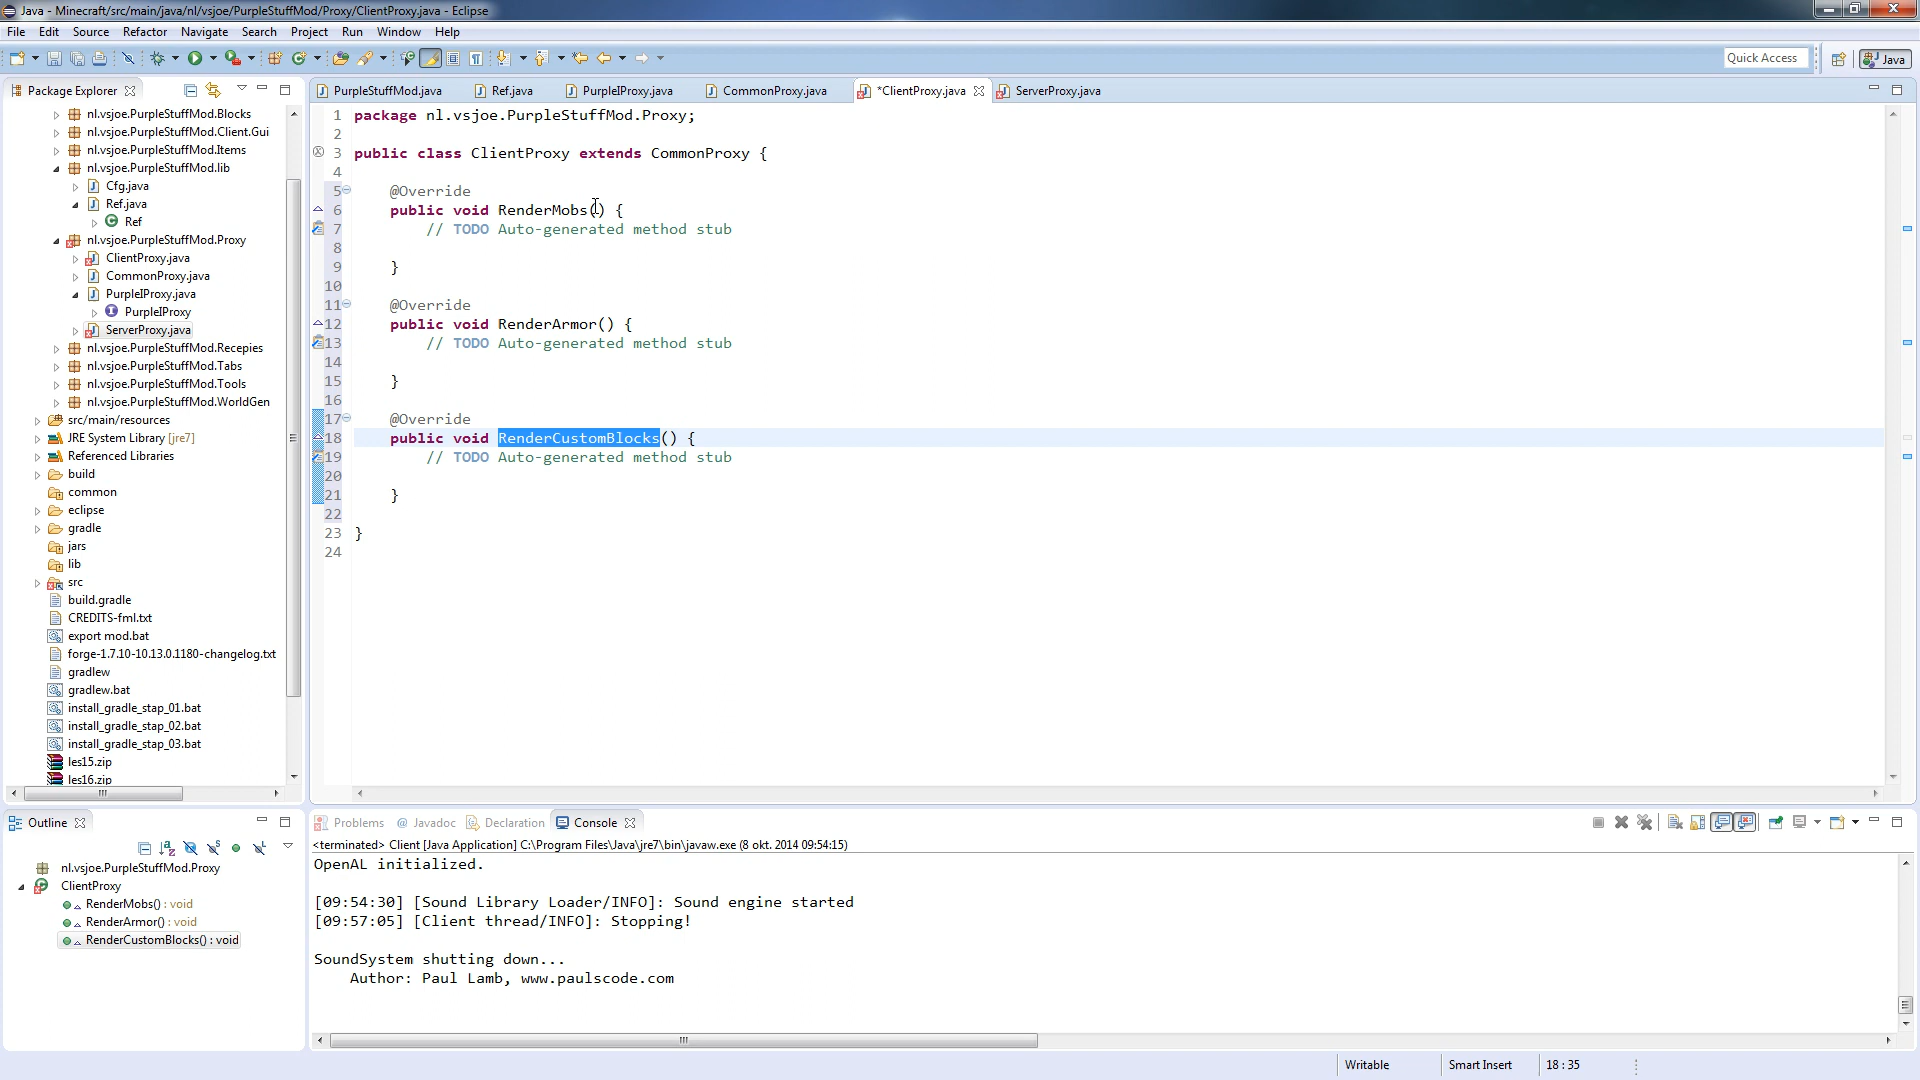 Java - Minecraft/src/main/java/nl/vsjoe/PurpleStuffMod/Proxy/ClientProxy.java - Eclipse
File Edit Source Refactor Navigate Search Project Run Window Help
Quick Access Java
Package Explorer
nl.vsjoe.PurpleStuffMod.Blocks
nl.vsjoe.PurpleStuffMod.Client.Gui
nl.vsjoe.PurpleStuffMod.Items
nl.vsjoe.PurpleStuffMod.lib
Cfg.java
Ref.java
Ref
nl.vsjoe.PurpleStuffMod.Proxy
ClientProxy.java
CommonProxy.java
PurpleIProxy.java
PurpleIProxy
ServerProxy.java
nl.vsjoe.PurpleStuffMod.Recepies
nl.vsjoe.PurpleStuffMod.Tabs
nl.vsjoe.PurpleStuffMod.Tools
nl.vsjoe.PurpleStuffMod.WorldGen
src/main/resources
JRE System Library [jre7]
Referenced Libraries
build
common
eclipse
gradle
jars
lib
src
build.gradle
CREDITS-fml.txt
export mod.bat
forge-1.7.10-10.13.0.1180-changelog.txt
gradlew
gradlew.bat
install_gradle_stap_01.bat
install_gradle_stap_02.bat
install_gradle_stap_03.bat
les15.zip
les16.zip
PurpleStuffMod.java Ref.java PurpleIProxy.java CommonProxy.java *ClientProxy.java ServerProxy.java
1 package nl.vsjoe.PurpleStuffMod.Proxy;
2
3 public class ClientProxy extends CommonProxy {
4
5 @Override
6 public void RenderMobs() {
7 // TODO Auto-generated method stub
8
9 }
10
11 @Override
12 public void RenderArmor() {
13 // TODO Auto-generated method stub
14
15 }
16
17 @Override
18 public void RenderCustomBlocks() {
19 // TODO Auto-generated method stub
20
21 }
22
23 }
24
Outline
nl.vsjoe.PurpleStuffMod.Proxy
ClientProxy
RenderMobs() : void
RenderArmor() : void
RenderCustomBlocks() : void
Problems @ Javadoc Declaration Console
<terminated> Client [Java Application] C:\Program Files\Java\jre7\bin\javaw.exe (8 okt. 2014 09:54:15)
OpenAL initialized.
[09:54:30] [Sound Library Loader/INFO]: Sound engine started
[09:57:05] [Client thread/INFO]: Stopping!
SoundSystem shutting down...
Author: Paul Lamb, www.paulscode.com
Writable Smart Insert 18 : 35